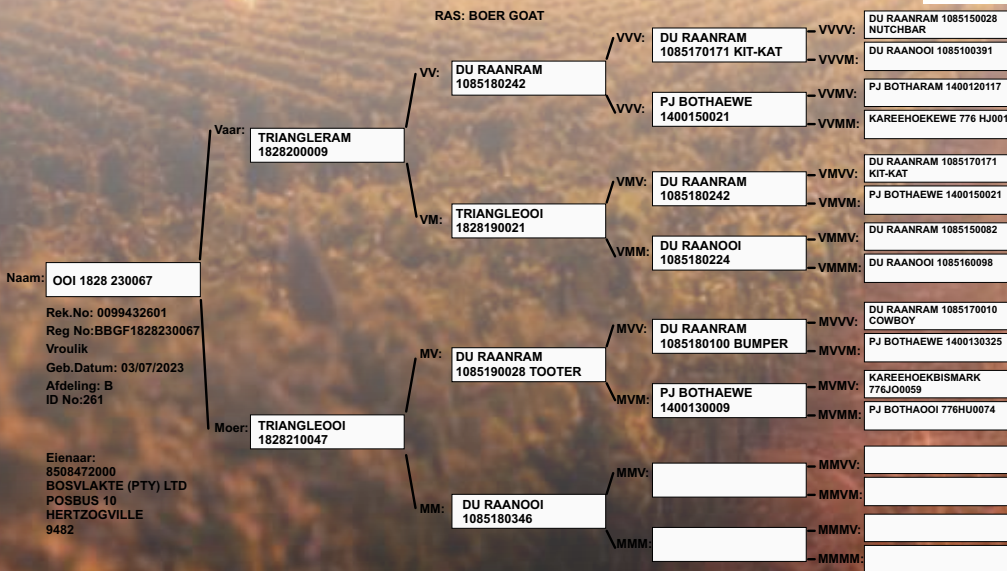 RAS: BOER GOAT
Naam:
OOI 1828 230067
Rek.No: 0099432601
Reg No:BBGF1828230067
Vroulik
Geb.Datum: 03/07/2023
Afdeling: B
ID No:261
Eienaar:
8508472000
BOSVLAKTE (PTY) LTD
POSBUS 10
HERTZOGVILLE
9482
Vaar:
TRIANGLERAM
1828200009
Moer:
TRIANGLEOOI
1828210047
VV:
DU RAANRAM
1085180242
VM:
TRIANGLEOOI
1828190021
MV:
DU RAANRAM
1085190028 TOOTER
MM:
DU RAANOOI
1085180346
VVV:
DU RAANRAM
1085170171 KIT-KAT
VVV:
PJ BOTHAEWE
1400150021
VMV:
DU RAANRAM
1085180242
VMM:
DU RAANOOI
1085180224
MVV:
DU RAANRAM
1085180100 BUMPER
MVM:
PJ BOTHAEWE
1400130009
MMV:
MMM:
VVVV:
DU RAANRAM 1085150028
NUTCHBAR
VVVM:
DU RAANOOI 1085100391
VVMV:
PJ BOTHARAM 1400120117
VVMM:
KAREEHOEKEWE 776 HJ001
VMVV:
DU RAANRAM 1085170171
KIT-KAT
VMVM:
PJ BOTHAEWE 1400150021
VMMV:
DU RAANRAM 1085150082
VMMM:
DU RAANOOI 1085160098
MVVV:
DU RAANRAM 1085170010
COWBOY
MVVM:
PJ BOTHAEWE 1400130325
MVMV:
KAREEHOEKBISMARK
776JO0059
MVMM:
PJ BOTHAOOI 776HU0074
MMVV:
MMVM:
MMMV:
MMMM: